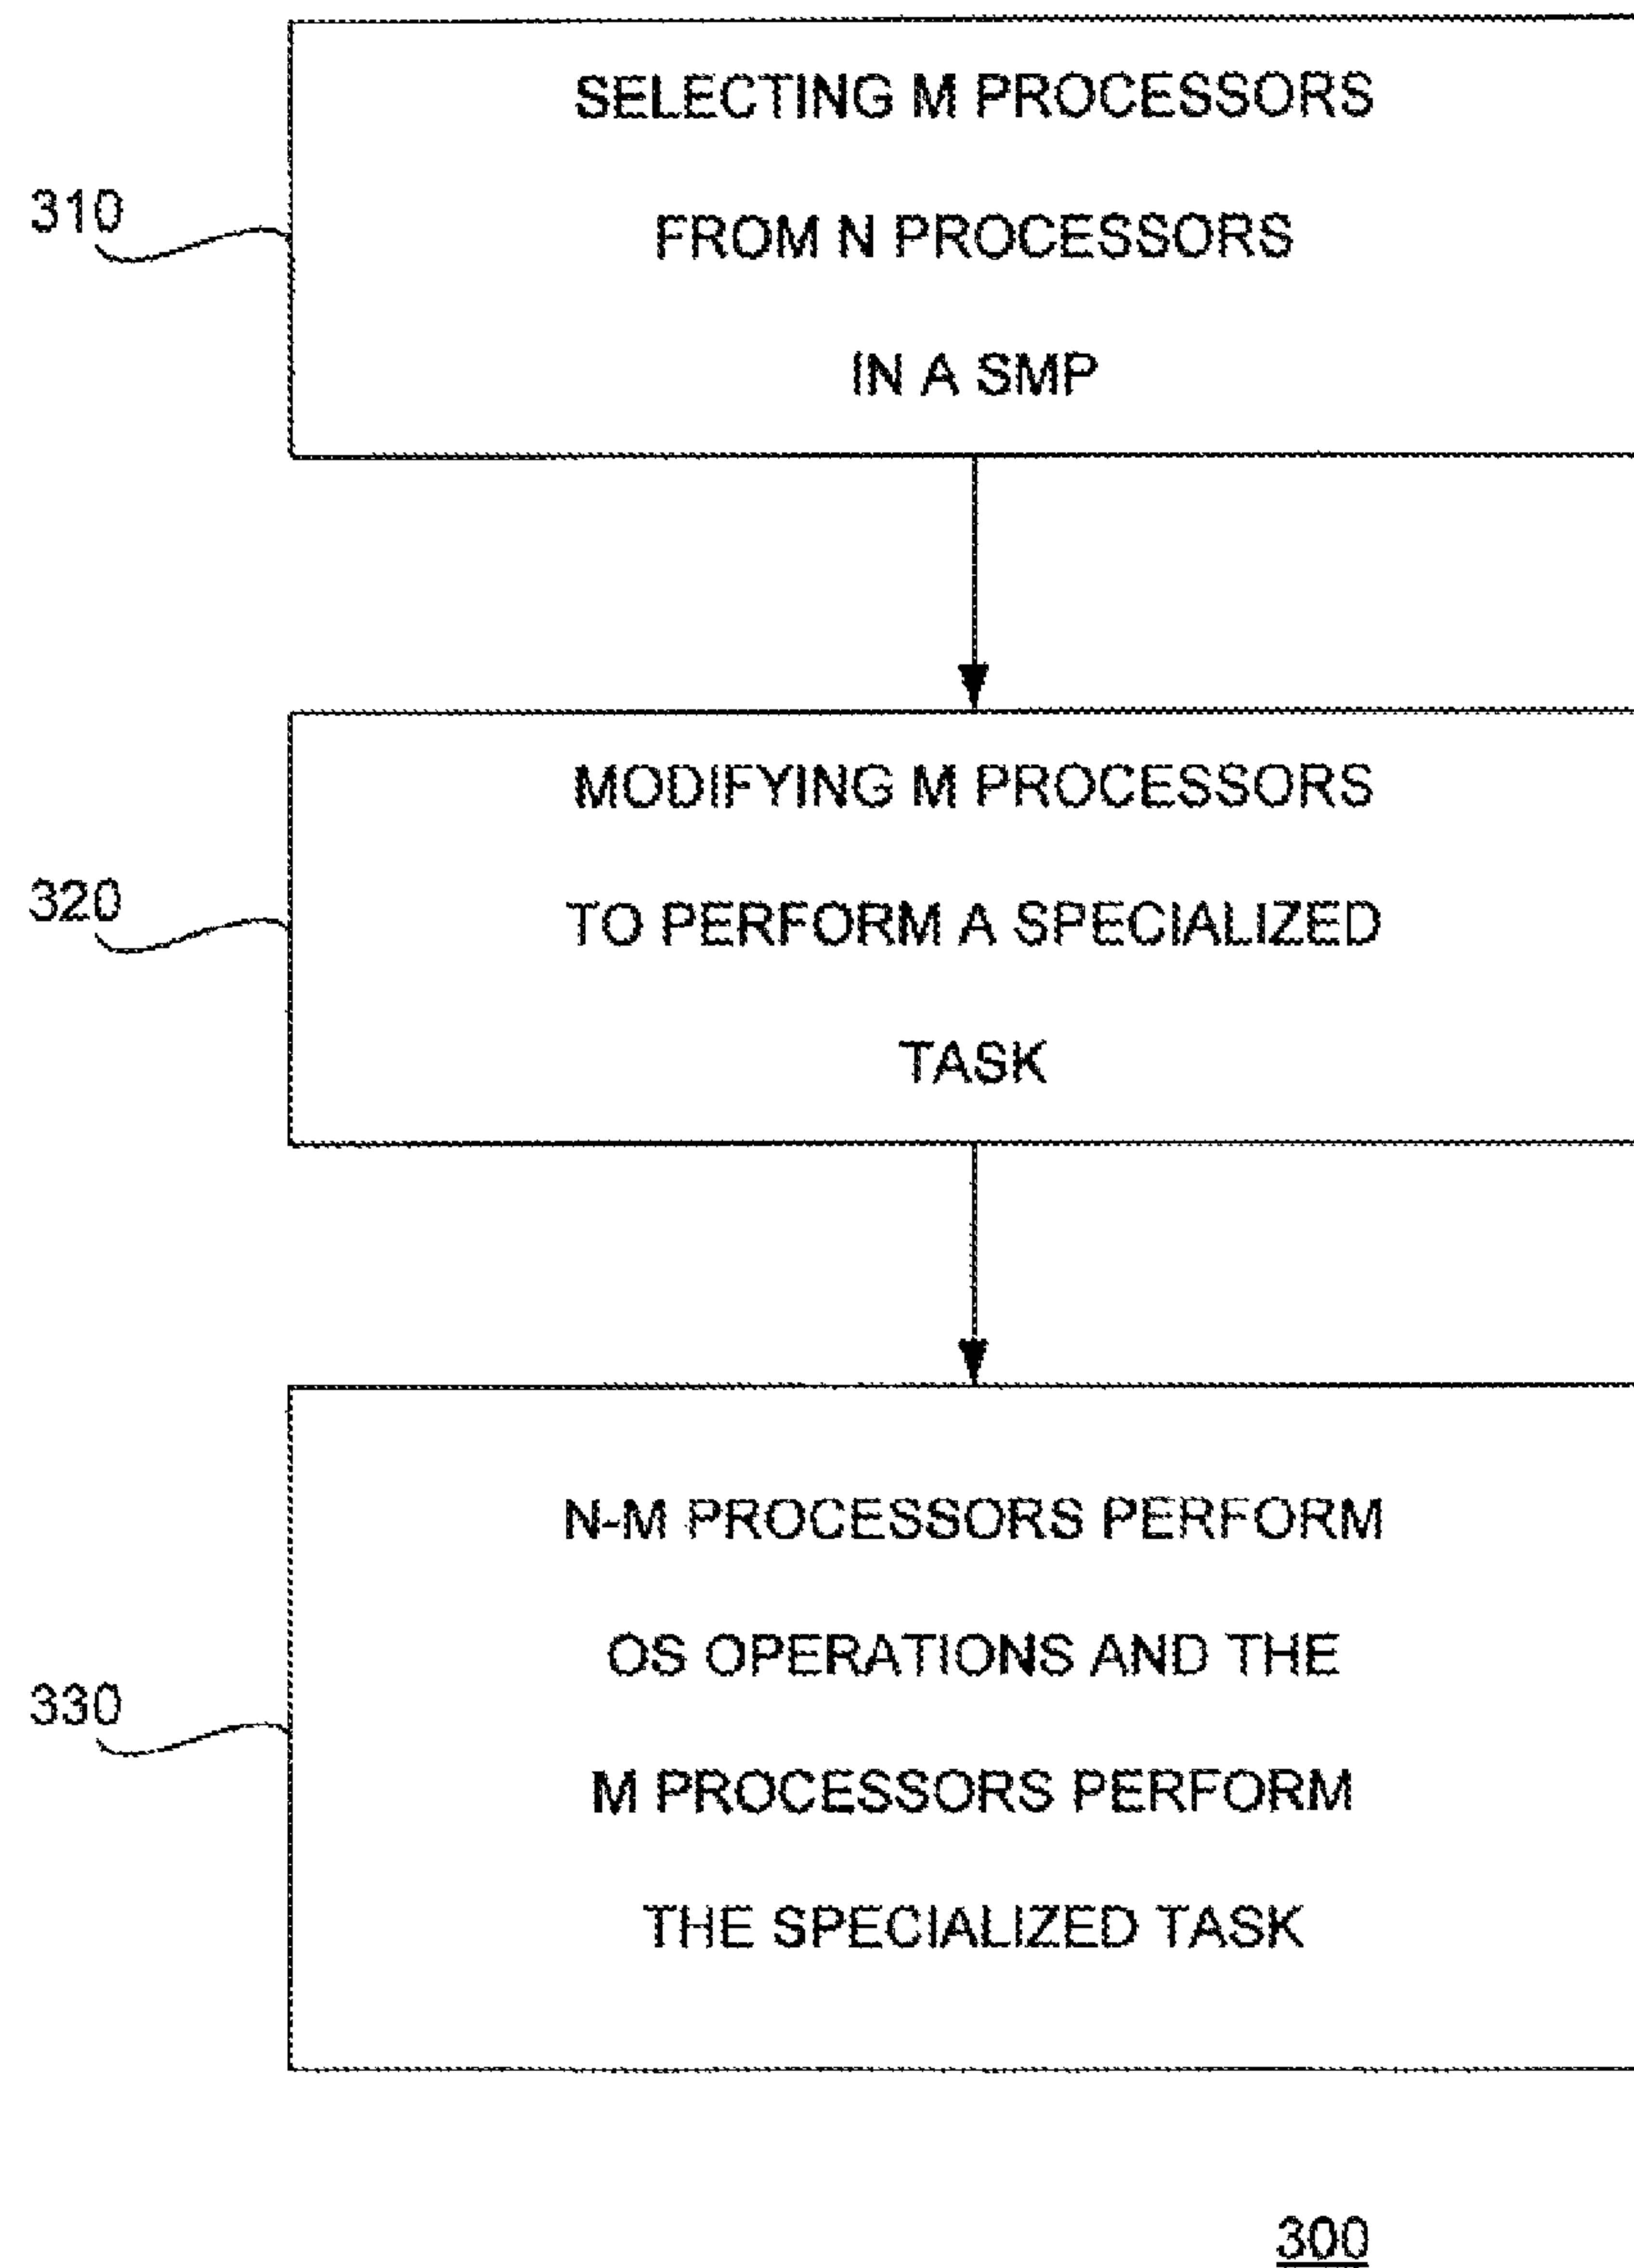 SELECTING M PROCESSORS
FROM N PROCESSORS
IN A SMP
310
MODIFYING M PROCESSORS
TO PERFORM A SPECIALIZED
TASK
320
N-M PROCESSORS PERFORM
OS OPERATIONS AND THE
M PROCESSORS PERFORM
THE SPECIALIZED TASK
330
300